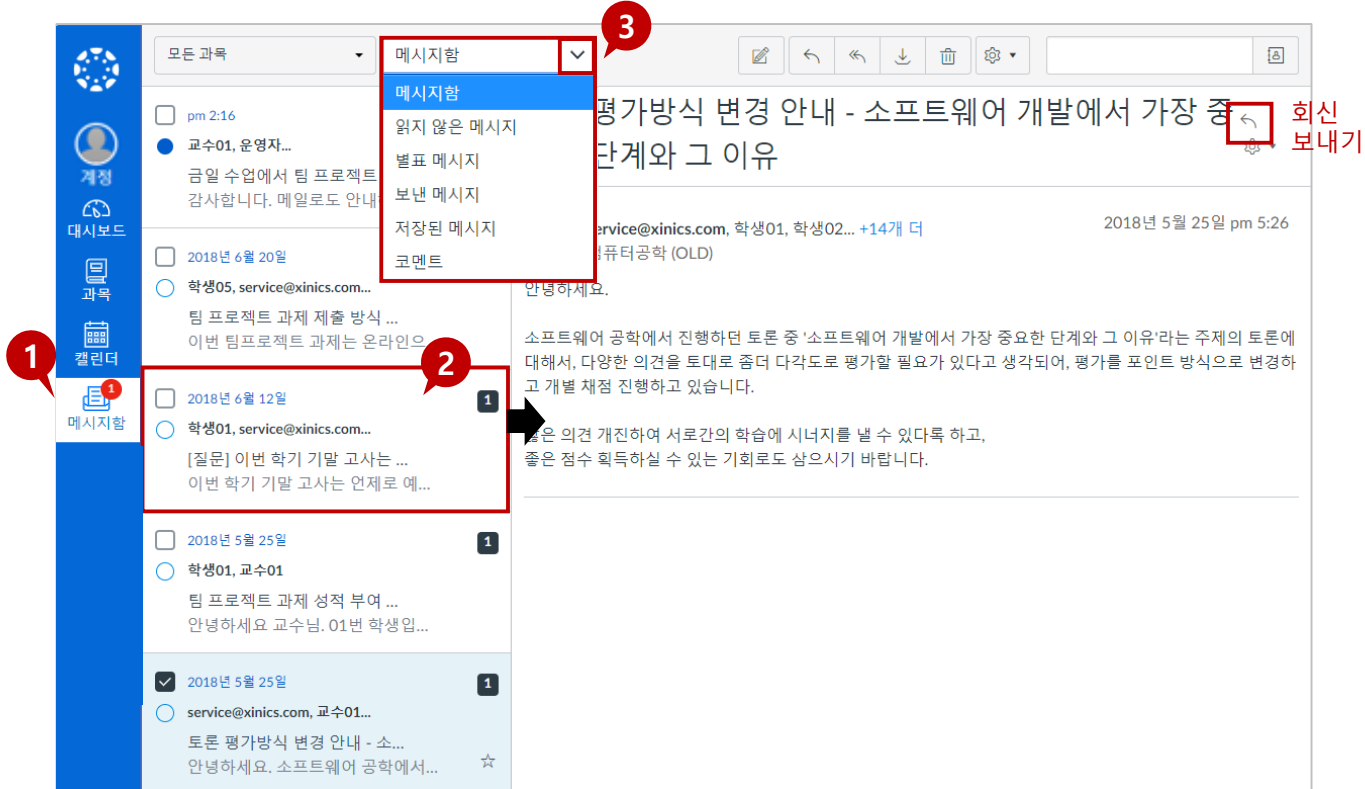 3
모든 과목
메시지함
메시지함
읽지 않은 메시지
별표 메시지
보낸 메시지
저장된 메시지
코멘트
계정
대시보드
과목
캘린더
1
1
메시지함
pm 2:16
교수01, 운영자...
금일 수업에서 팀 프로젝트
감사합니다. 메일로도
2018년 6월 20일
학생05, service@xinics.com...
팀 프로젝트 과제 제출 방식 ...
이번 팀프로젝트 과제는
2
2018년 6월 12일
1
학생01, service@xinics.com...
[질문] 이번 학기 기말 고사는 ...
이번 학기 기말 고사는 언제로 예...
2018년 5월 25일
1
학생01, 교수01
팀 프로젝트 과제 성적 부여 ...
안녕하세요 교수님. 01번 학생입...
2018년 5월 25일
1
service@xinics.com, 교수01...
토론 평가방식 변경 안내 - 소...
안녕하세요. 소프트웨어 공학에서...
평가방식 변경 안내 - 소프트웨어 개발에서 가장 중
단계와 그 이유
회신
보내기
ervice@xinics.com, 학생01, 학생02... +14개 더
2018년 5월 25일 pm 5:26
퓨터공학 (OLD)
안녕하세요.
소프트웨어 공학에서 진행하던 토론 중 '소프트웨어 개발에서 가장 중요한 단계와 그 이유'라는 주제의 토론에
대해서, 다양한 의견을 토대로 좀더 다각도로 평가할 필요가 있다고 생각되어, 평가를 포인트 방식으로 변경하
고 개별 채점 진행하고 있습니다.
은 의견 개진하여 서로간의 학습에 시너지를 낼 수 있다록 하고,
좋은 점수 획득하실 수 있는 기회로도 삼으시기 바랍니다.